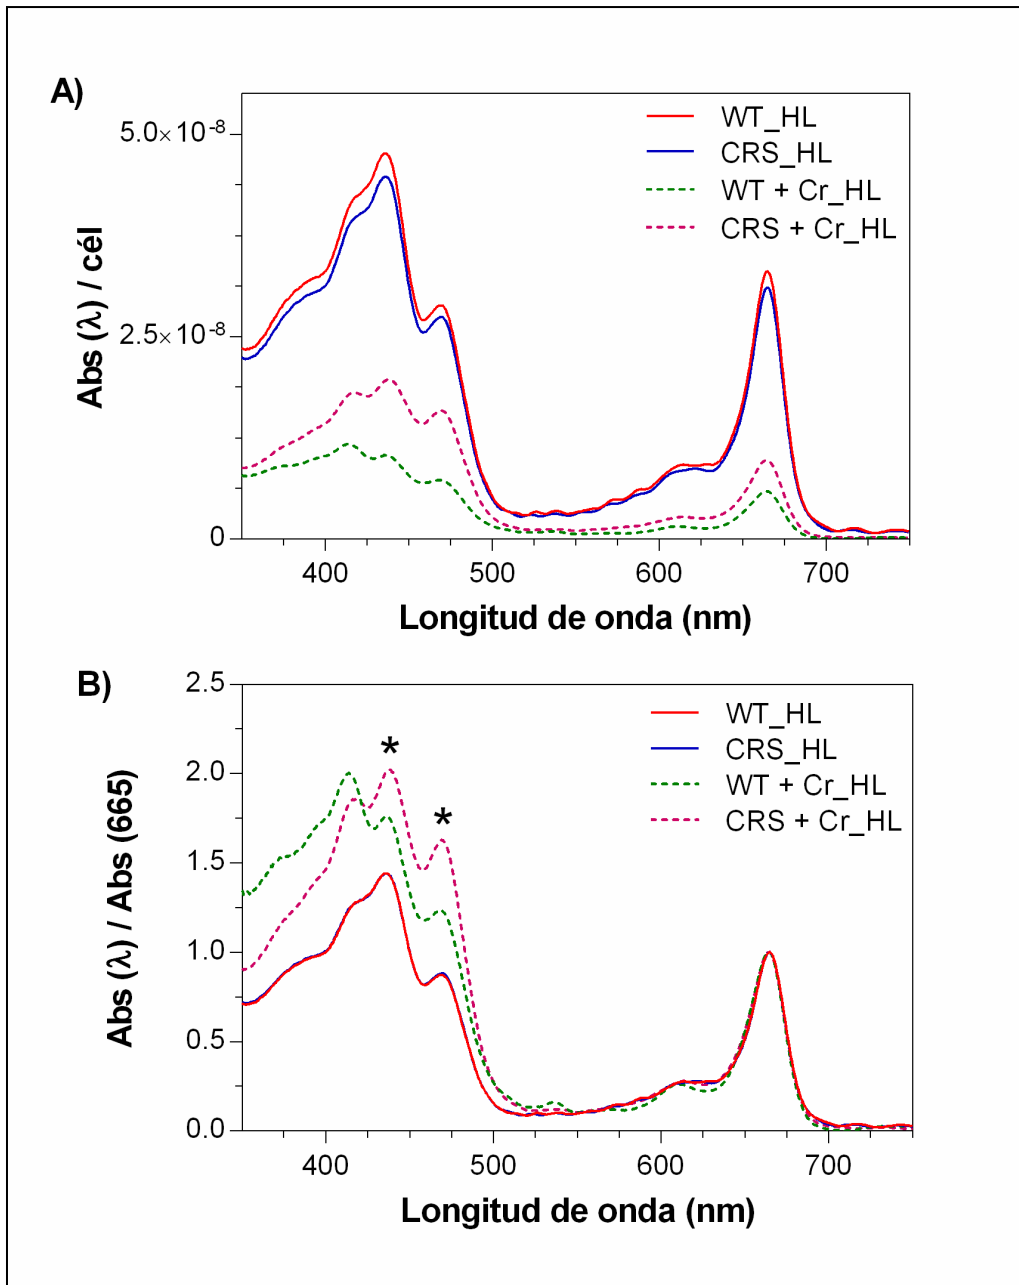 A)
Abs (λ) / cél
5.0× 10 -8
2.5× 10 -8
0
WT_HL
CRS_HL
WT + Cr_HL
CRS + Cr_HL
400 500 600 700
Longitud de onda (nm)
B)
Abs (λ) / Abs (665)
2.5
2.0
1.5
1.0
0.5
0.0
WT_HL
CRS_HL
WT + Cr_HL
CRS + Cr_HL
*
*
400 500 600 700
Longitud de onda (nm)